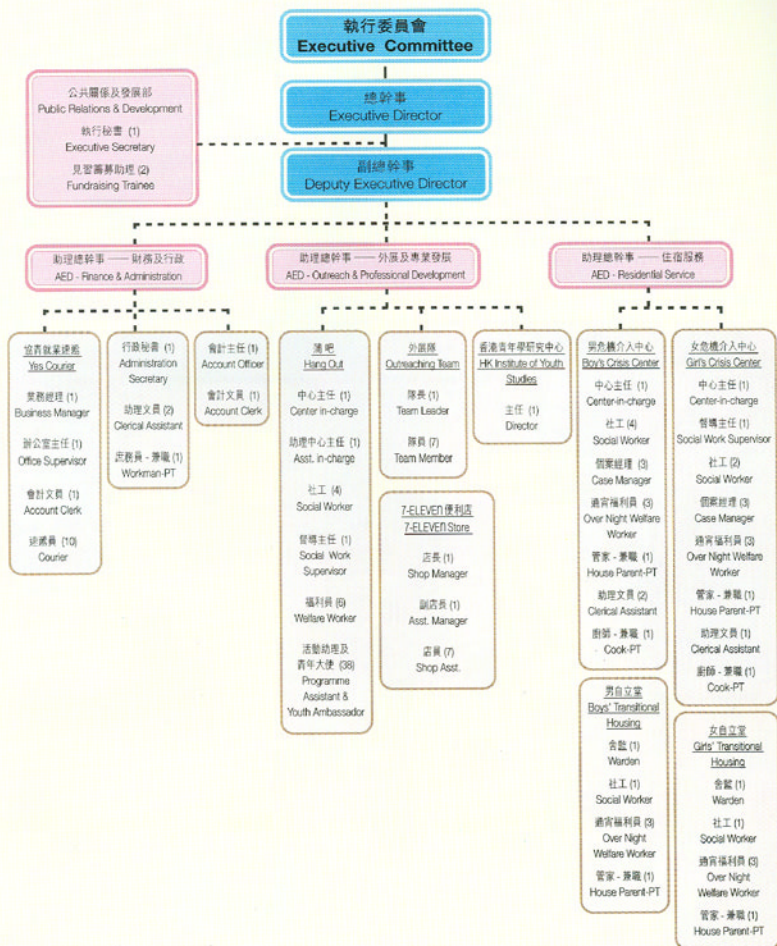 執行委員會
Executive Committee
總幹事
Executive Director
公共關係及發展部
Public Relations & Development
執行秘書 (1)
Executive Secretary
見習籌募助理 (2)
Fundraising Trainee
副總幹事
Deputy Executive Director
助理總幹事 —— 財務及行政
AED - Finance & Administration
助理總幹事 —— 外展及專業發展
AED - Outreach & Professional Development
助理總幹事 —— 住宿服務
AED - Residential Service
協青就業速遞
Yes Courier
業務經理 (1)
Business Manager
辦公室主任 (1)
Office Supervisor
會計文員 (1)
Account Clerk
速遞員 (10)
Courier
行政秘書 (1)
Administration
Secretary
助理文員 (2)
Clerical Assistant
庶務員 - 兼職 (1)
Workman-PT
會計主任 (1)
Account Officer
會計文員 (1)
Account Clerk
蒲吧
Hang Out
中心主任 (1)
Center in-charge
助理中心主任 (1)
Asst. in-charge
社工 (4)
Social Worker
督導主任 (1)
Social Work
Supervisor
福利員 (6)
Welfare Worker
活動助理及
青年大使 (38)
Programme
Assistant &
Youth Ambassador
外展隊
Outreaching Team
隊長 (1)
Team Leader
隊員 (7)
Team Member
7-ELEVEn 便利店
7-ELEVEn Store
店長 (1)
Shop Manager
副店長 (1)
Asst. Manager
店員 (7)
Shop Asst.
香港青年學研究中心
HK Institute of Youth
Studies
主任 (1)
Director
男危機介入中心
Boy's Crisis Center
中心主任 (1)
Center-in-charge
社工 (4)
Social Worker
個案經理 (3)
Case Manager
通宵福利員 (3)
Over Night Welfare
Worker
管家 - 兼職 (1)
House Parent-PT
助理文員 (2)
Clerical Assistant
廚師 - 兼職 (1)
Cook-PT
男自立堂
Boys' Transitional
Housing
舍監 (1)
Warden
社工 (1)
Social Worker
通宵福利員 (3)
Over Night
Welfare Worker
管家 - 兼職 (1)
House Parent-PT
女危機介入中心
Girl's Crisis Center
中心主任 (1)
Center-in-charge
督導主任 (1)
Social Work Supervisor
社工 (2)
Social Worker
個案經理 (3)
Case Manager
通宵福利員 (3)
Over Night Welfare
Worker
管家 - 兼職 (1)
House Parent-PT
助理文員 (1)
Clerical Assistant
廚師 - 兼職 (1)
Cook-PT
女自立堂
Girls' Transitional
Housing
舍監 (1)
Warden
社工 (1)
Social Worker
通宵福利員 (3)
Over Night
Welfare Worker
管家 - 兼職 (1)
House Parent-PT